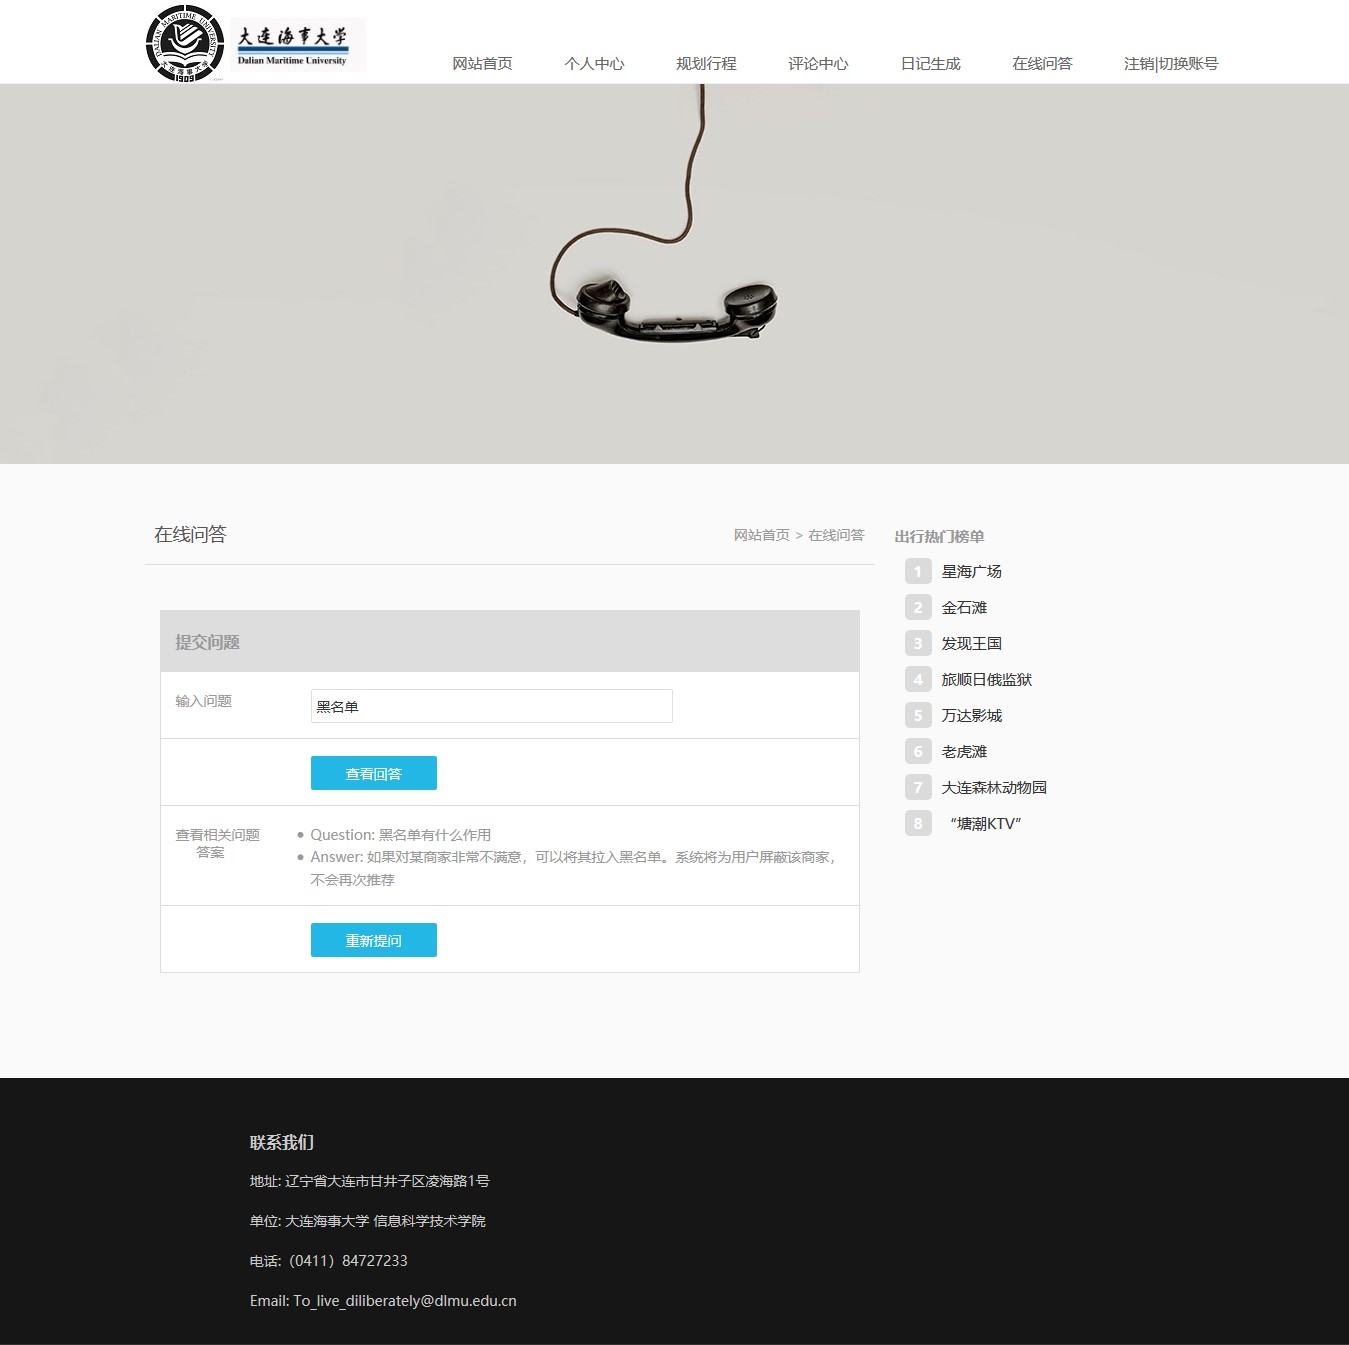 DALIAN MARITIME UNIVERSITY
大连海事大学
1909
大连海事大学
Dalian Maritime University
网站首页 个人中心 规划行程 评论中心 日记生成 在线问答 注销|切换账号
在线问答
网站首页 > 在线问答
提交问题
输入问题
黑名单
查看回答
查看相关问题
答案
Question: 黑名单有什么作用
Answer: 如果对某商家非常不满意，可以将其拉入黑名单。系统将为用户屏蔽该商家，
不会再次推荐
重新提问
出行热门榜单
1 星海广场
2 金石滩
3 发现王国
4 旅顺日俄监狱
5 万达影城
6 老虎滩
7 大连森林动物园
8 “塘潮KTV”
联系我们
地址: 辽宁省大连市甘井子区凌海路1号
单位: 大连海事大学 信息科学技术学院
电话:（0411）84727233
Email: To_live_diliberately@dlmu.edu.cn